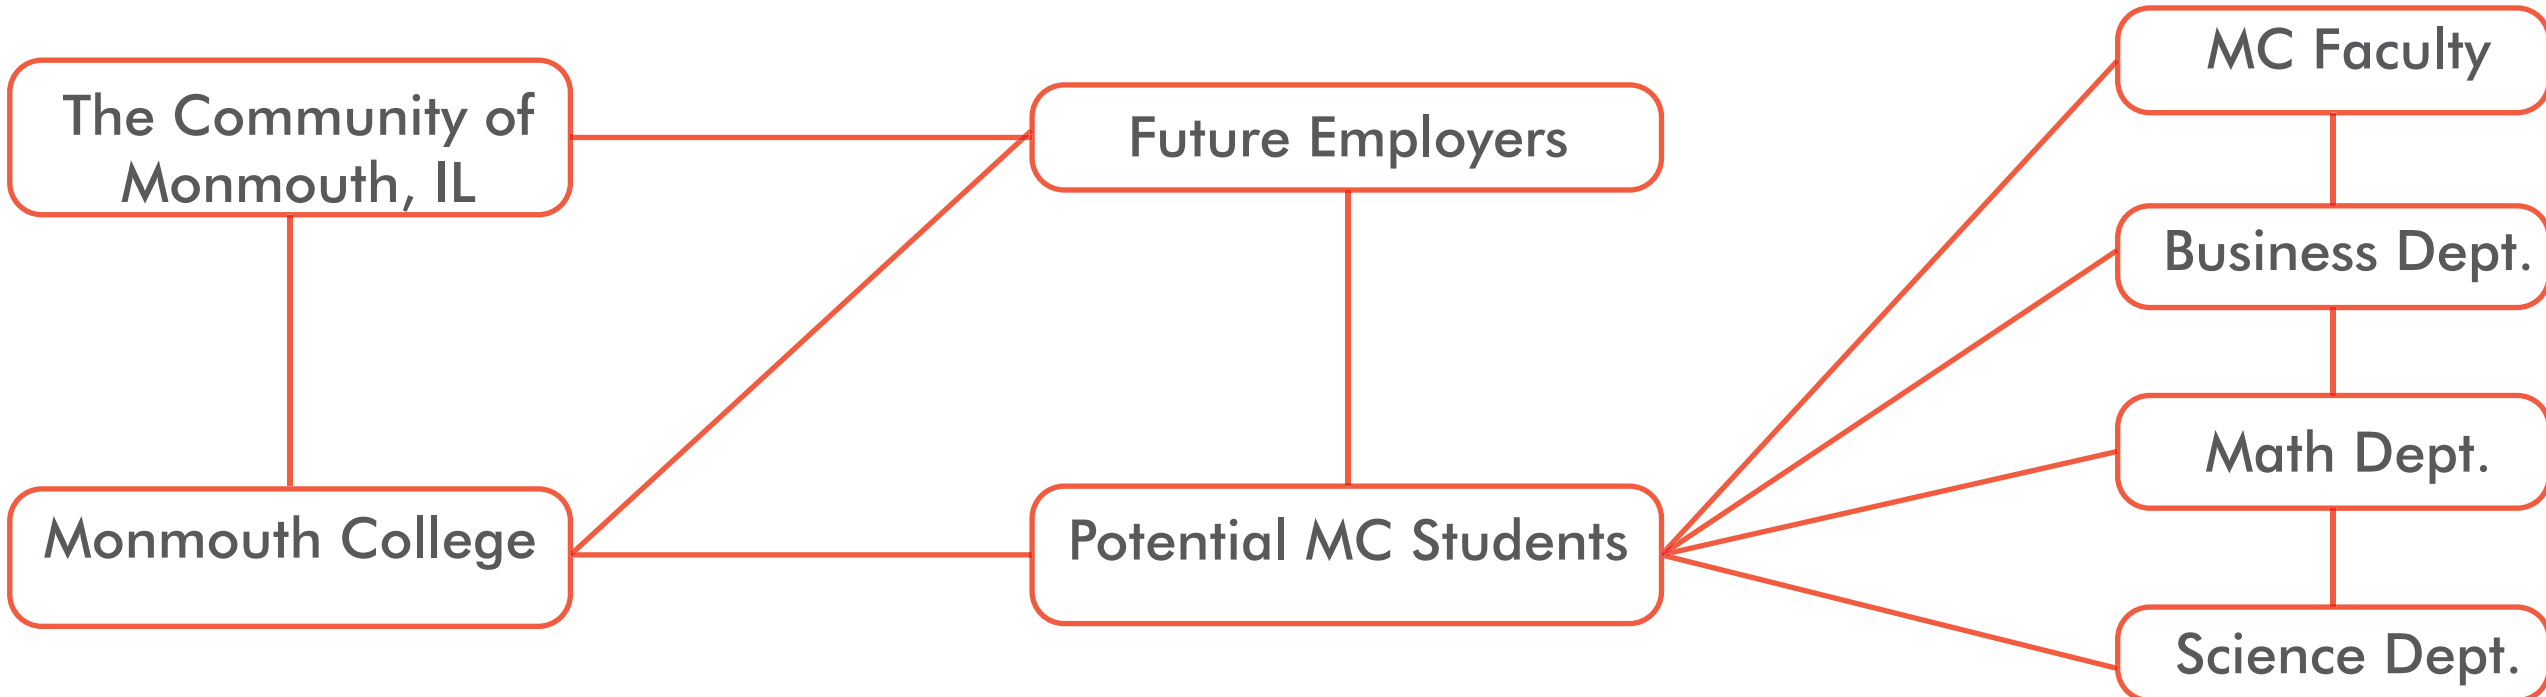 The Community of
Monmouth, IL
Monmouth College
Future Employers
Potential MC Students
MC Faculty
Business Dept.
Math Dept.
Science Dept.